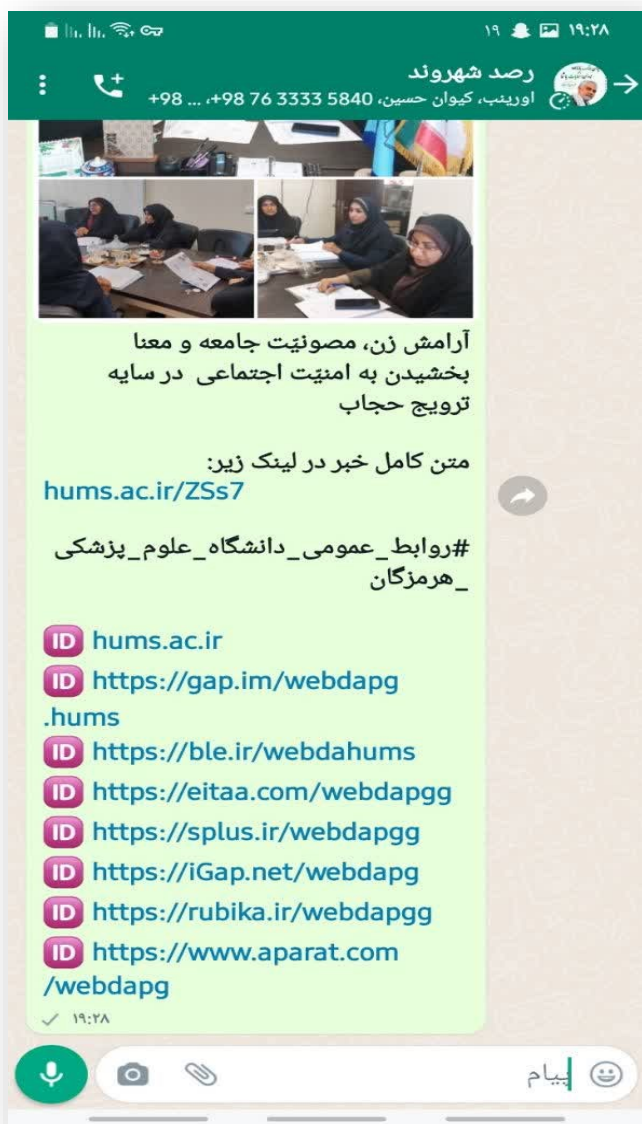 ۱۹:۲۸ ۱۹
رصد شهروند
اورینب، کیوان حسین، +98 76 3333 5840، +98 ...
آرامش زن، مصونیّت جامعه و معنا
بخشیدن به امنیّت اجتماعی در سایه
ترویج حجاب
متن کامل خبر در لینک زیر:
hums.ac.ir/ZSs7
#روابط_عمومی_دانشگاه_علوم_پزشکی
_هرمزگان
ID hums.ac.ir
ID https://gap.im/webdapg
.hums
ID https://ble.ir/webdahums
ID https://eitaa.com/webdapgg
ID https://splus.ir/webdapgg
ID https://iGap.net/webdapg
ID https://rubika.ir/webdapgg
ID https://www.aparat.com
/webdapg
۱۹:۲۸
پیام